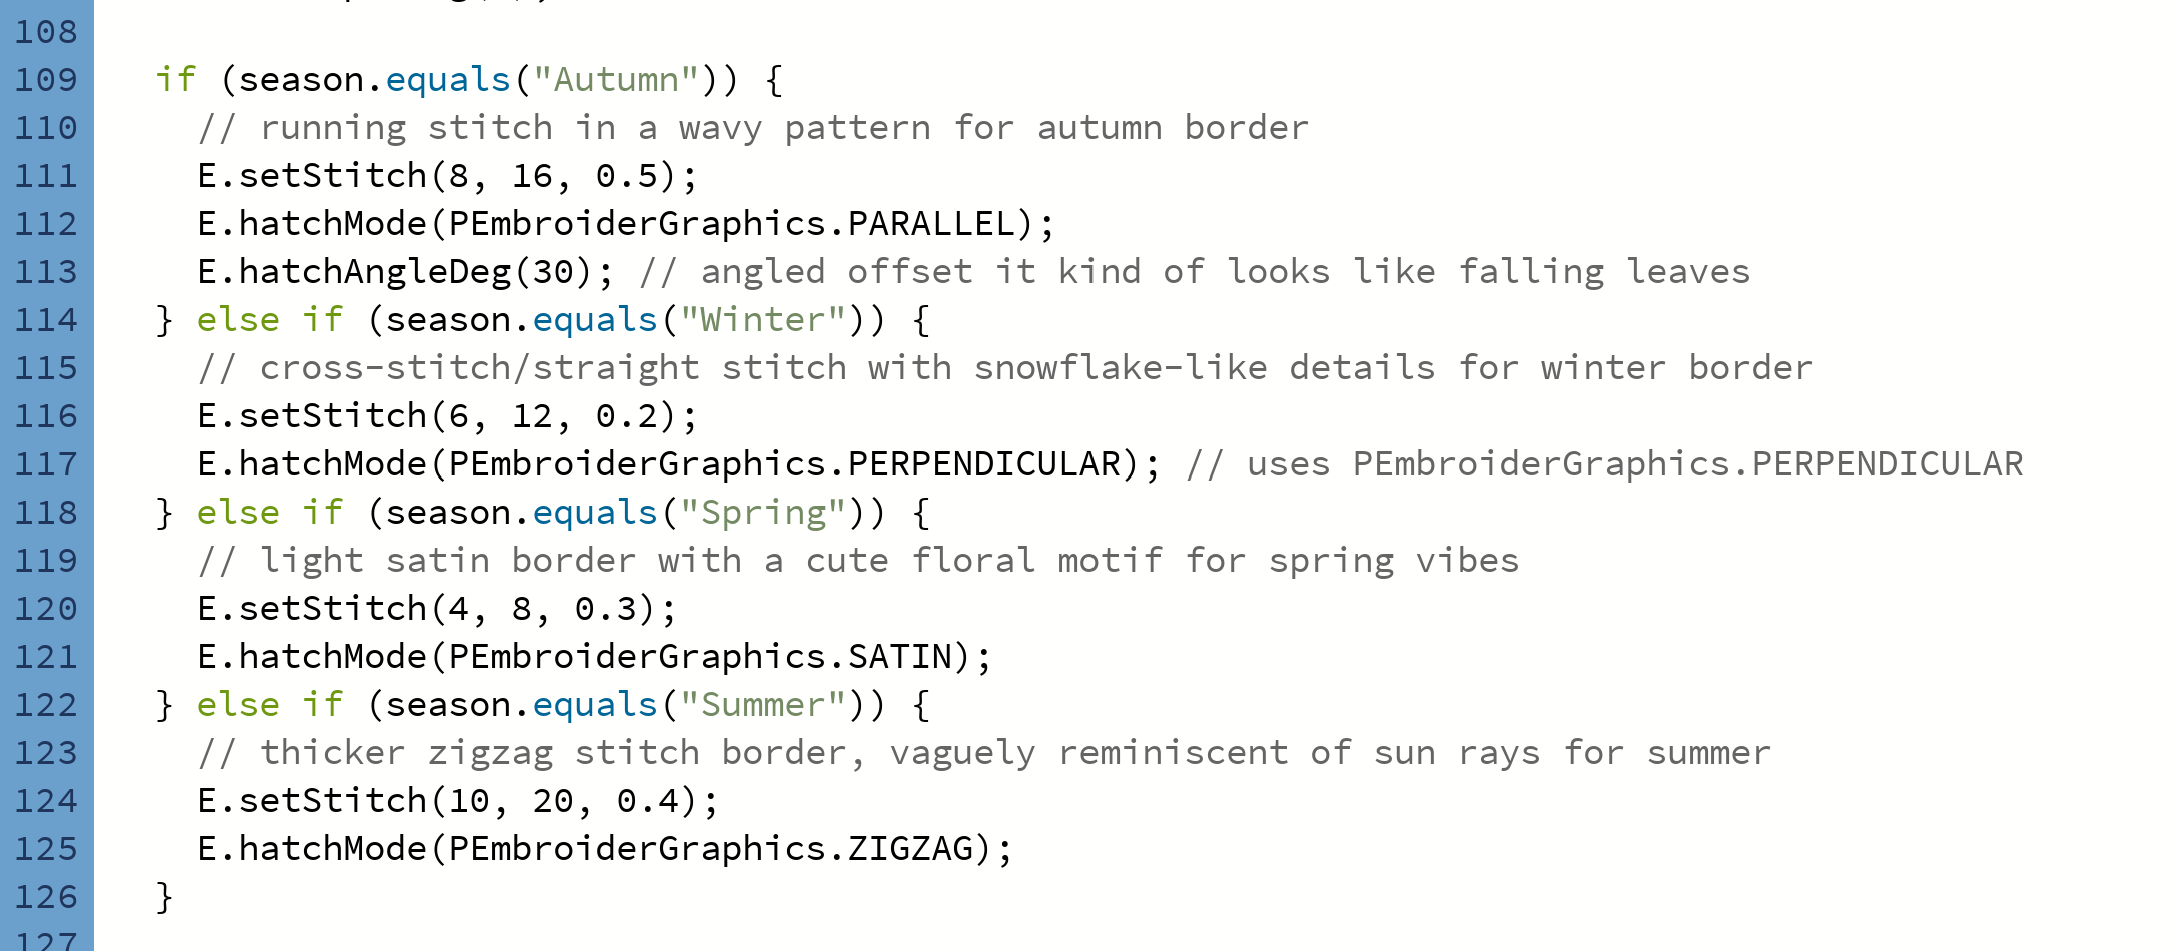 108
109 if (season.equals("Autumn")) {
110 // running stitch in a wavy pattern for autumn border
111 E.setStitch(8, 16, 0.5);
112 E.hatchMode(PEmbroiderGraphics.PARALLEL);
113 E.hatchAngleDeg(30); // angled offset it kind of looks like falling leaves
114 } else if (season.equals("Winter")) {
115 // cross-stitch/straight stitch with snowflake-like details for winter border
116 E.setStitch(6, 12, 0.2);
117 E.hatchMode(PEmbroiderGraphics.PERPENDICULAR); // uses PEmbroiderGraphics.PERPENDICULAR
118 } else if (season.equals("Spring")) {
119 // light satin border with a cute floral motif for spring vibes
120 E.setStitch(4, 8, 0.3);
121 E.hatchMode(PEmbroiderGraphics.SATIN);
122 } else if (season.equals("Summer")) {
123 // thicker zigzag stitch border, vaguely reminiscent of sun rays for summer
124 E.setStitch(10, 20, 0.4);
125 E.hatchMode(PEmbroiderGraphics.ZIGZAG);
126 }
127